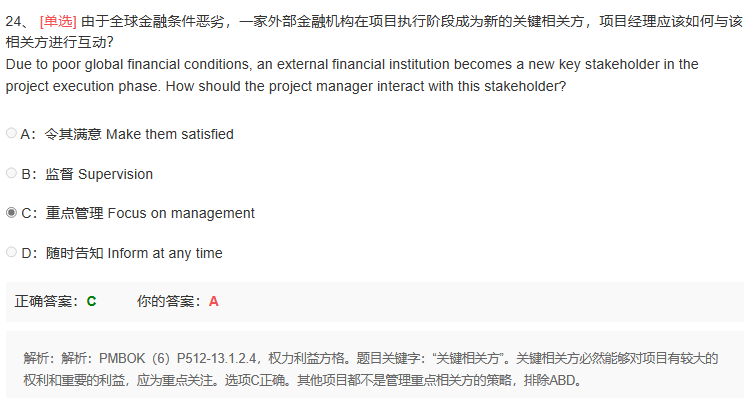 24、 [单选] 由于全球金融条件恶劣，一家外部金融机构在项目执行阶段成为新的关键相关方，项目经理应该如何与该
相关方进行互动？
Due to poor global financial conditions, an external financial institution becomes a new key stakeholder in the
project execution phase. How should the project manager interact with this stakeholder?
A：令其满意 Make them satisfied
B：监督 Supervision
C：重点管理 Focus on management
D：随时告知 Inform at any time
正确答案：C 你的答案：A
解析：解析：PMBOK（6）P512-13.1.2.4，权力利益方格。题目关键字：“关键相关方”。关键相关方必然能够对项目有较大的
权利和重要的利益，应为重点关注。选项C正确。其他项目都不是管理重点相关方的策略，排除ABD。